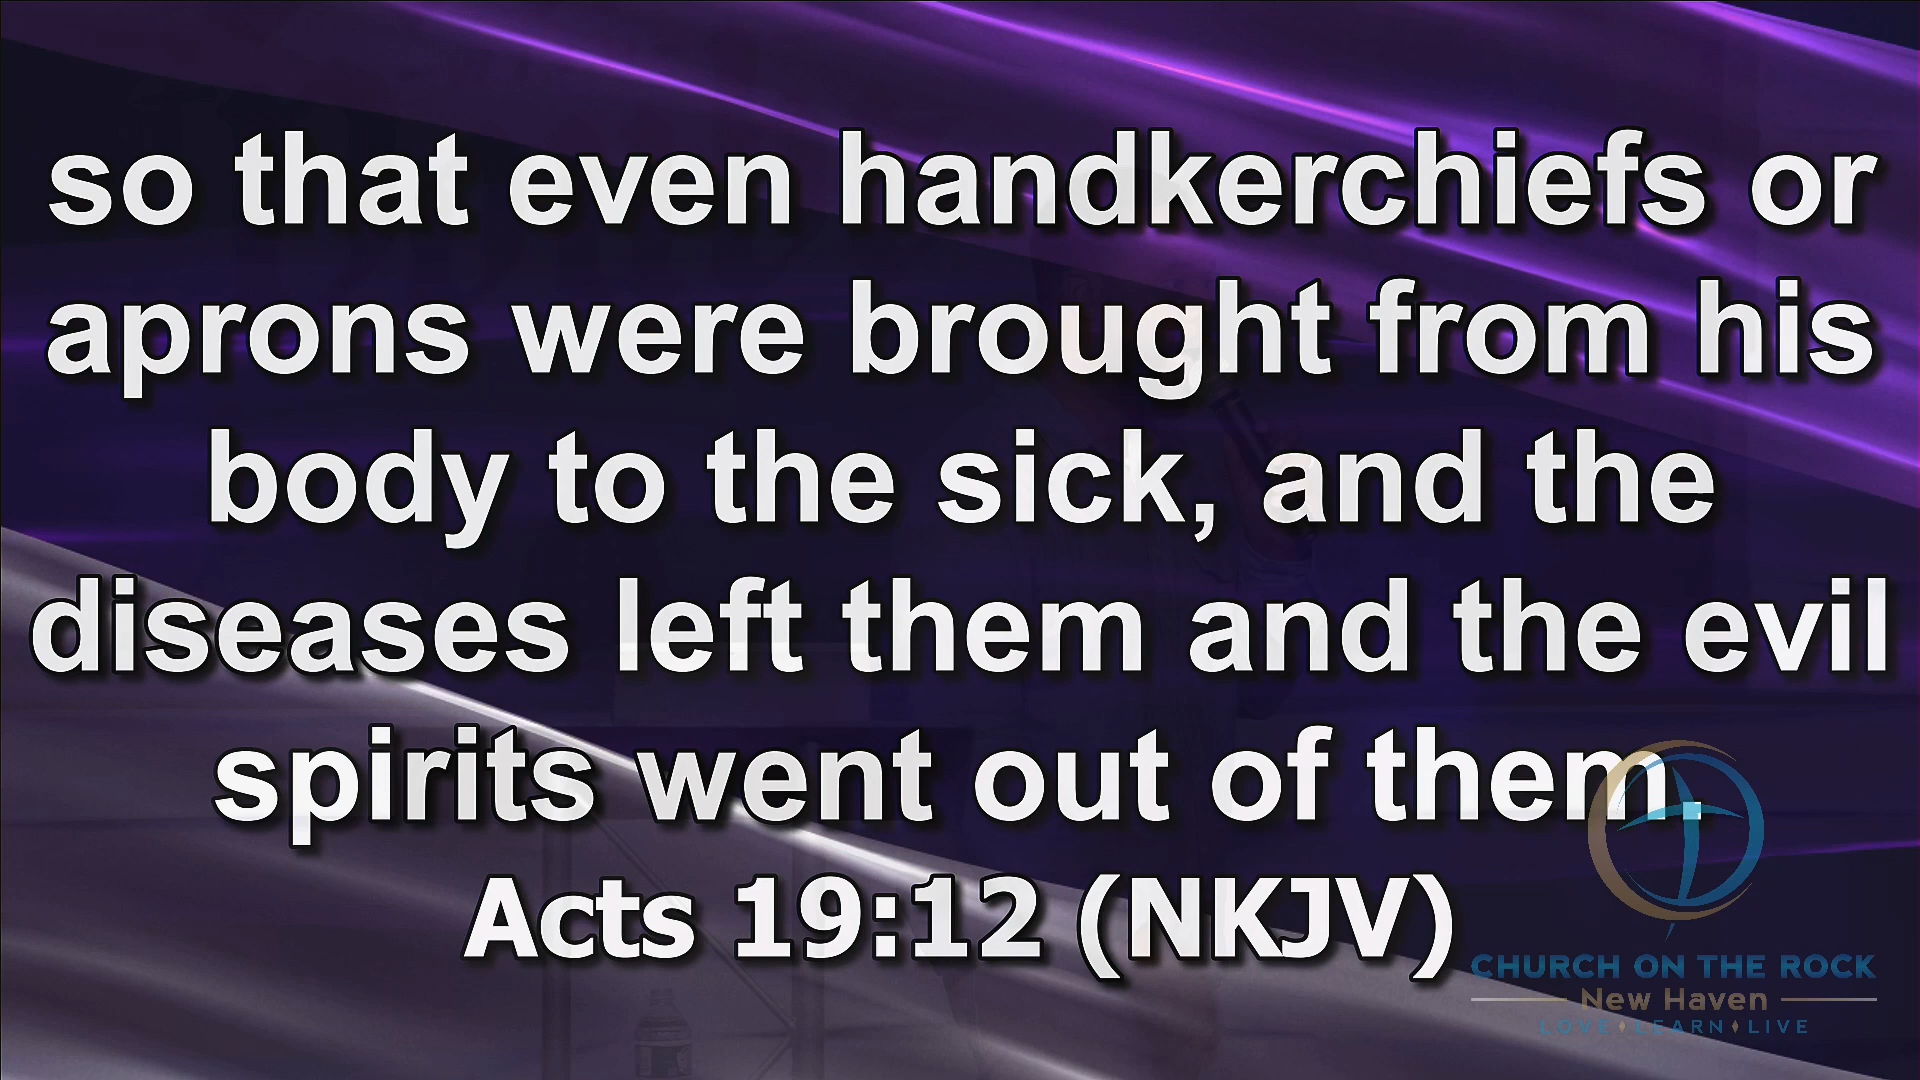 so that even handkerchiefs or
aprons were brought from his
body to the sick, and the
diseases left them and the evil
spirits went out of them.
Acts 19:12 (NKJV)
CHURCH ON THE ROCK
New Haven
LOVE LEARN LIVE